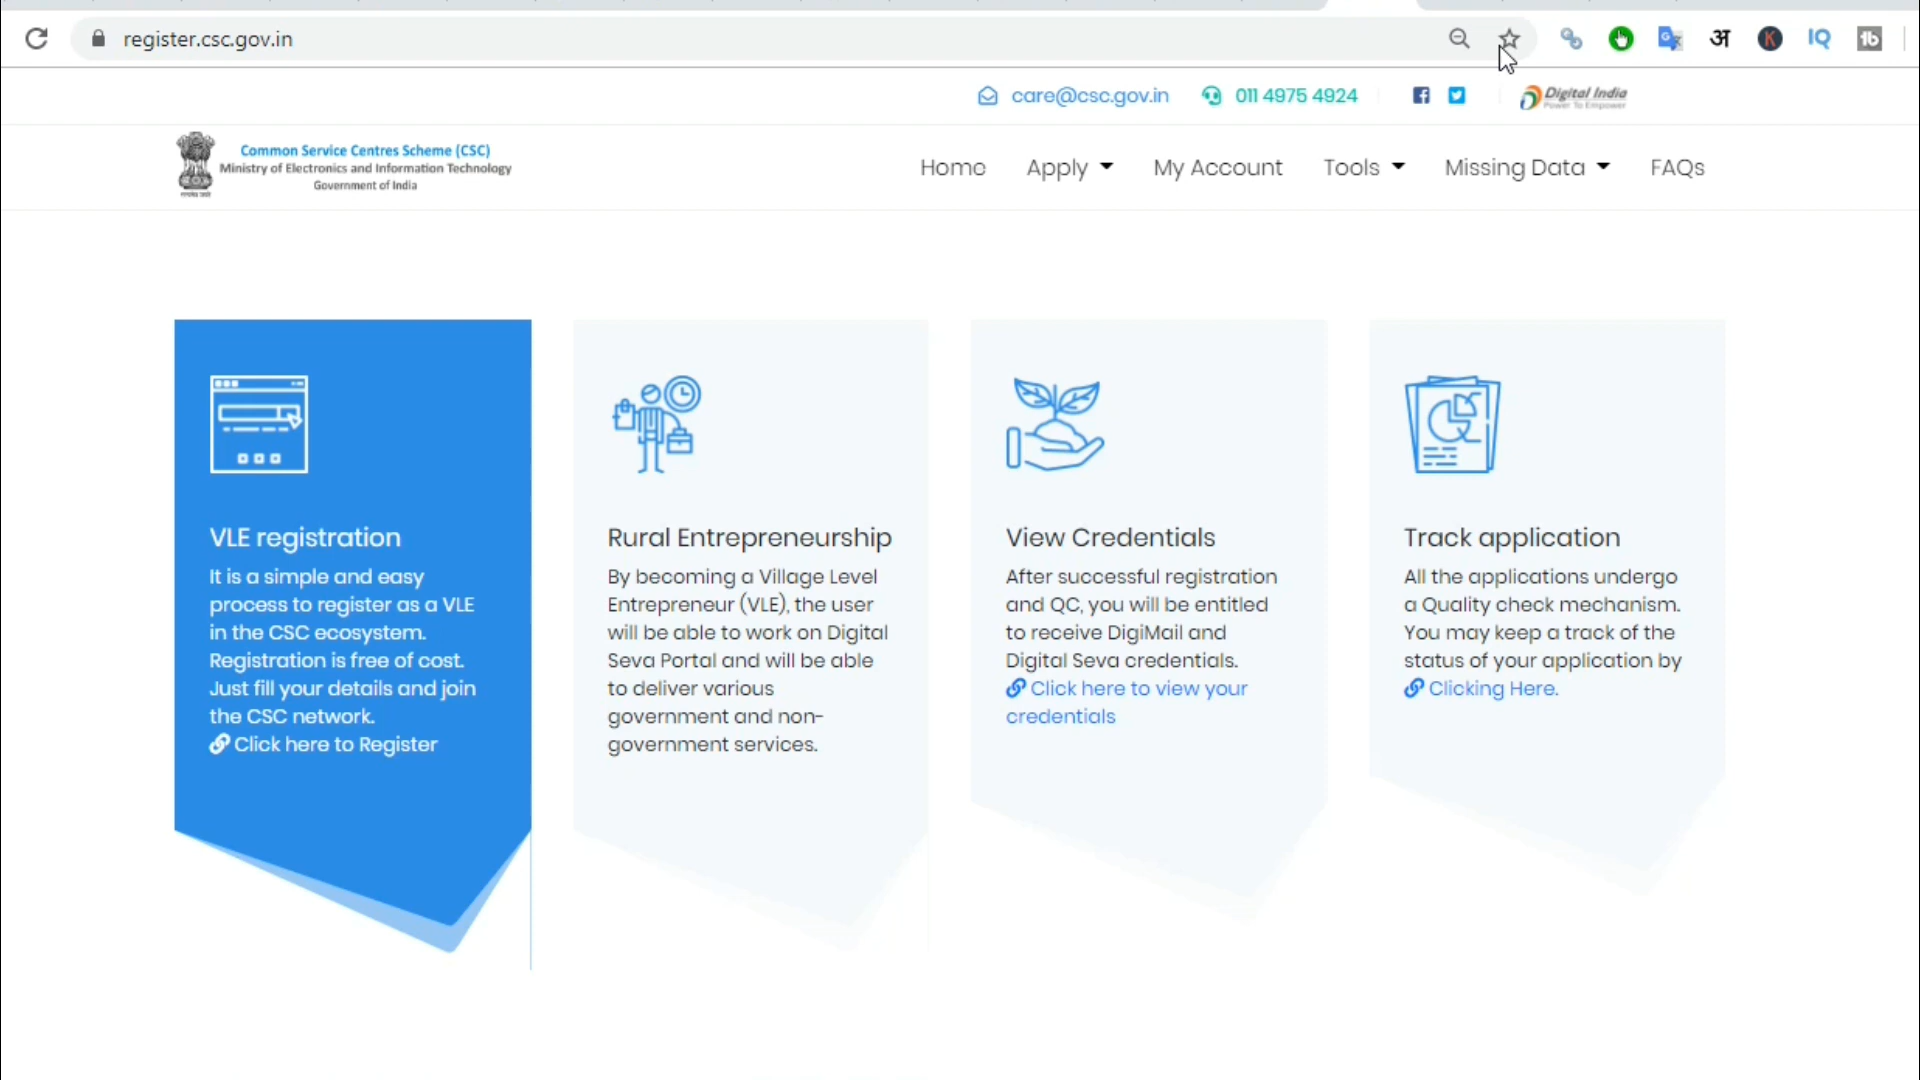 register.csc.gov.in
अ
K
IQ
tb
care@csc.gov.in
011 4975 4924
Digital India
Power To Empower
Common Service Centres Scheme (CSC)
Ministry of Electronics and Information Technology
Government of India
Home
Apply
My Account
Tools
Missing Data
FAQs
VLE registration
It is a simple and easy
process to register as a VLE
in the CSC ecosystem.
Registration is free of cost.
Just fill your details and join
the CSC network.
Click here to Register
Rural Entrepreneurship
By becoming a Village Level
Entrepreneur (VLE), the user
will be able to work on Digital
Seva Portal and will be able
to deliver various
government and non-
government services.
View Credentials
After successful registration
and QC, you will be entitled
to receive DigiMail and
Digital Seva credentials.
Click here to view your
credentials
Track application
All the applications undergo
a Quality check mechanism.
You may keep a track of the
status of your application by
Clicking Here.